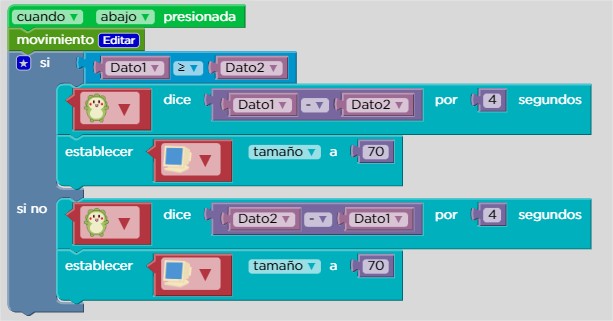 cuando abajo presionada
movimiento Editar
si Dato1 ≥ Dato2
dice Dato1 - Dato2 por 4 segundos
establecer tamaño a 70
si no
dice Dato2 - Dato1 por 4 segundos
establecer tamaño a 70